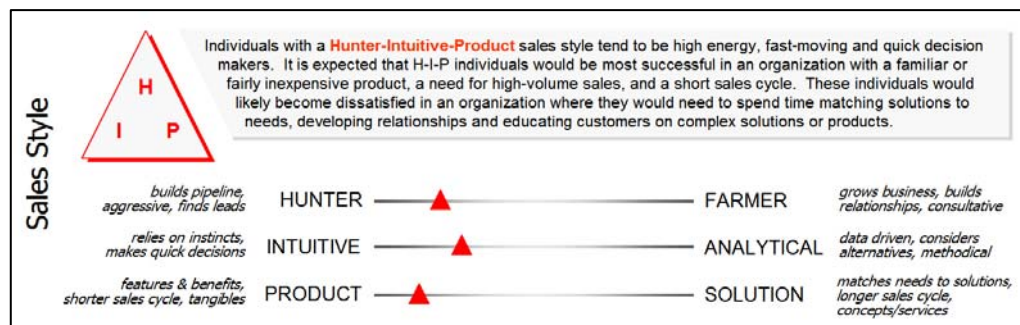 Sales Style
H
I P
Individuals with a Hunter-Intuitive-Product sales style tend to be high energy, fast-moving and quick decision
makers. It is expected that H-I-P individuals would be most successful in an organization with a familiar or
fairly inexpensive product, a need for high-volume sales, and a short sales cycle. These individuals would
likely become dissatisfied in an organization where they would need to spend time matching solutions to
needs, developing relationships and educating customers on complex solutions or products.
builds pipeline,
aggressive, finds leads
HUNTER
FARMER
grows business, builds
relationships, consultative
relies on instincts,
makes quick decisions
INTUITIVE
ANALYTICAL
data driven, considers
alternatives, methodical
features & benefits,
shorter sales cycle, tangibles
PRODUCT
SOLUTION
matches needs to solutions,
longer sales cycle,
concepts/services